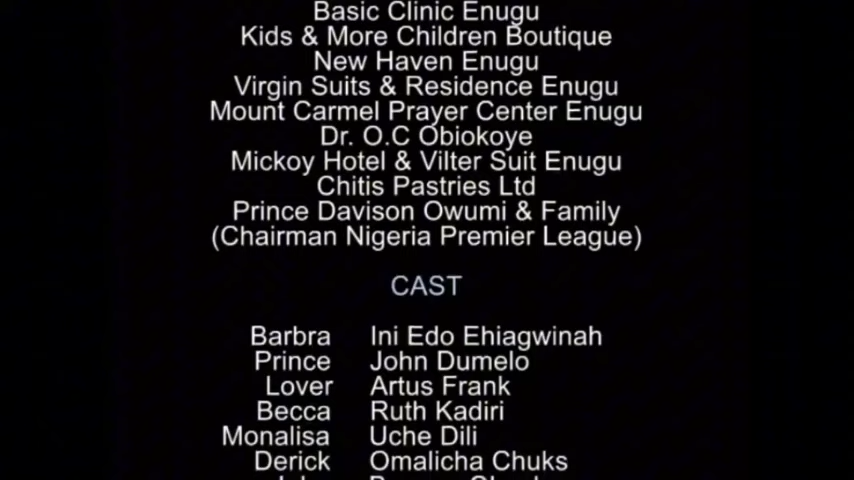 Basic Clinic Enugu
Kids & More Children Boutique
New Haven Enugu
Virgin Suits & Residence Enugu
Mount Carmel Prayer Center Enugu
Dr. O.C Obiokoye
Mickoy Hotel & Vilter Suit Enugu
Chitis Pastries Ltd
Prince Davison Owumi & Family
(Chairman Nigeria Premier League)
CAST
Barbra Ini Edo Ehiagwinah
Prince John Dumelo
Lover Artus Frank
Becca Ruth Kadiri
Monalisa Uche Dili
Derick Omalicha Chuks